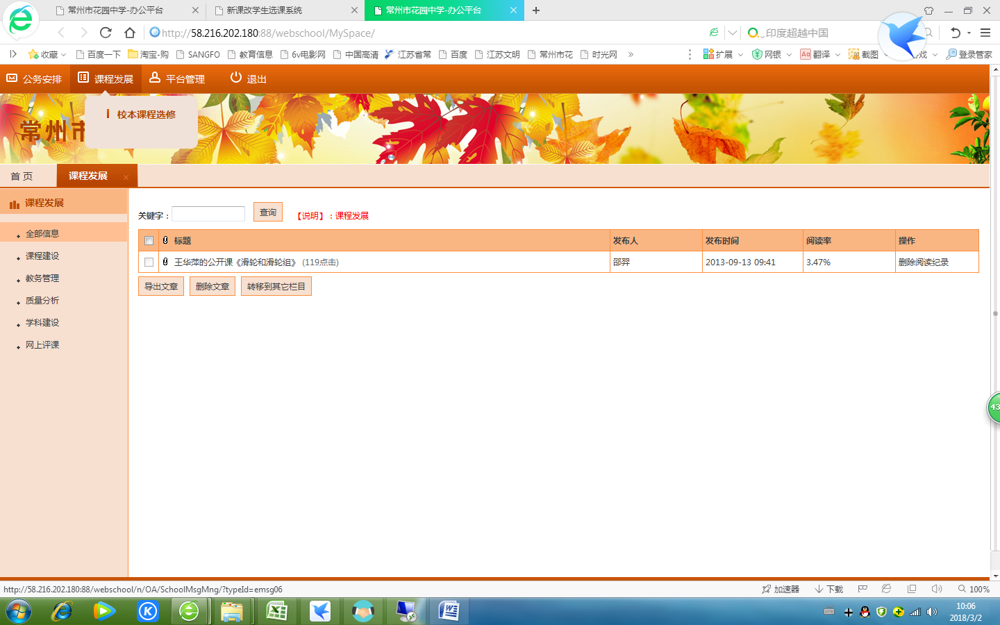 常州市花园中学-办公平台 新课改学生选课系统 常州市花园中学-办公平台
http://58.216.202.180:88/webschool/MySpace/ 印度超越中国
收藏 百度一下 淘宝-购 SANGFO 教育信息 6v电影网 中国高清 江苏省常 百度 江苏文明 常州市花 时光网 » 扩展 网银 Aa 翻译 截图 戏 登录管家
公务安排 课程发展 平台管理 退出
校本课程选修
常州市
首 页 课程发展
课程发展
全部信息
课程建设
教务管理
质量分析
学科建设
网上评课
关键字： 查询 【说明】：课程发展
标题 发布人 发布时间 阅读率 操作
王华萍的公开课《滑轮和滑轮组》 (119点击) 邵羿 2013-09-13 09:41 3.47% 删除阅读纪录
导出文章 删除文章 转移到其它栏目
43
http://58.216.202.180:88/webschool/n/OA/SchoolMsgMng/?typeId=emsg06 加速器 下载 100%
10:06
2018/3/2